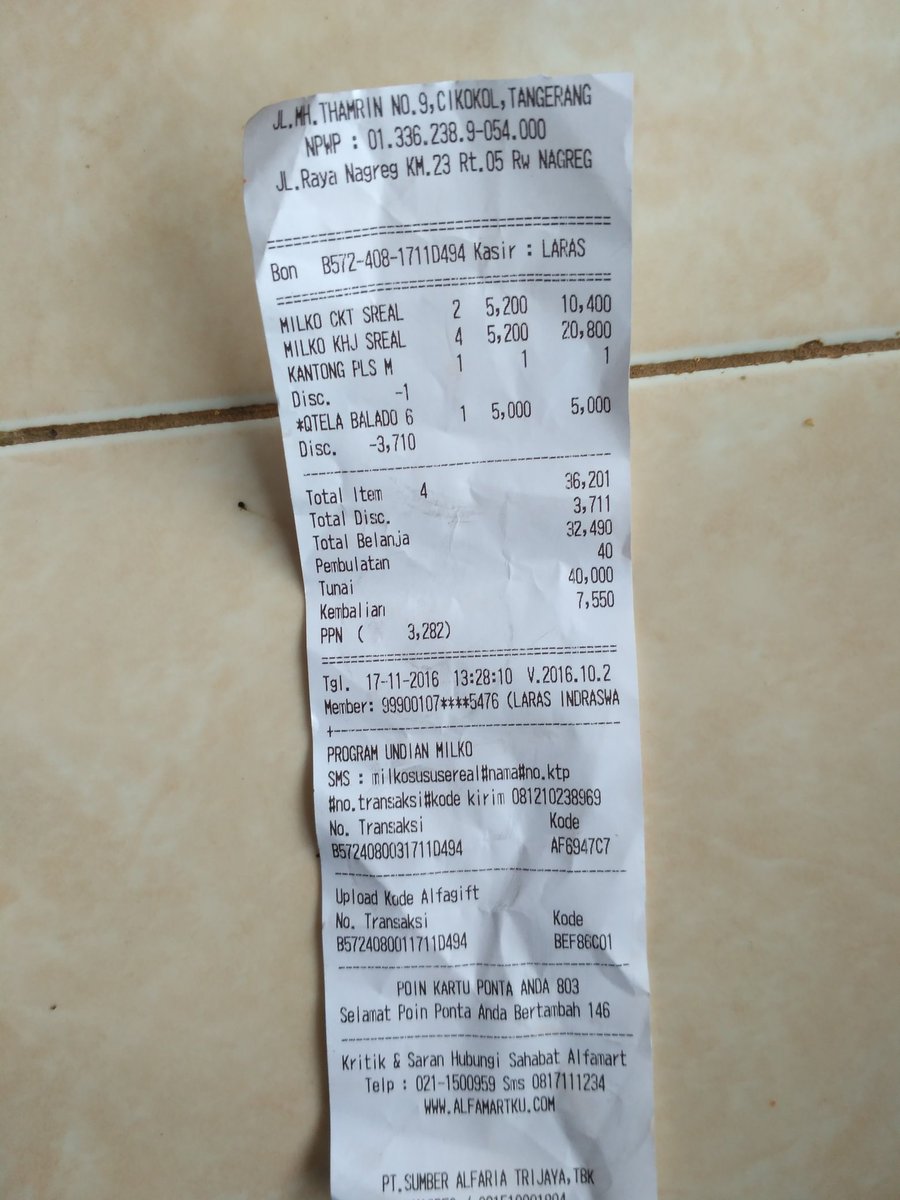 JL.MH.THAMRIN NO.9,CIKOKOL,TANGERANG
NPWP : 01.336.238.9-054.000
JL.Raya Nagreg KM.23 Rt.05 Rw NAGREG
Bon B572-408-1711D494 Kasir : LARAS
MILKO CKT SREAL 2 5,200 10,400
MILKO KHJ SREAL 4 5,200 20,800
KANTONG PLS M 1 1 1
Disc. -1
*QTELA BALADO 6 1 5,000 5,000
Disc. -3,710
Total Item 4 36,201
Total Disc. 3,711
Total Belanja 32,490
Pembulatan 40
Tunai 40,000
Kembalian 7,550
PPN ( 3,282)
Tgl. 17-11-2016 13:28:10 V.2016.10.2
Member: 99900107****5476 (LARAS INDRASWA
PROGRAM UNDIAN MILKO
SMS : milkosususereal#nama#no.ktp
#no.transaksi#kode kirim 081210238969
No. Transaksi Kode
B5724080031711D494 AF6947C7
Upload Kode Alfagift
No. Transaksi Kode
B5724080011711D494 BEF86C01
POIN KARTU PONTA ANDA 803
Selamat Poin Ponta Anda Bertambah 146
Kritik & Saran Hubungi Sahabat Alfamart
Telp : 021-1500959 Sms 0817111234
WWW.ALFAMARTKU.COM
PT.SUMBER ALFARIA TRIJAYA,TBK